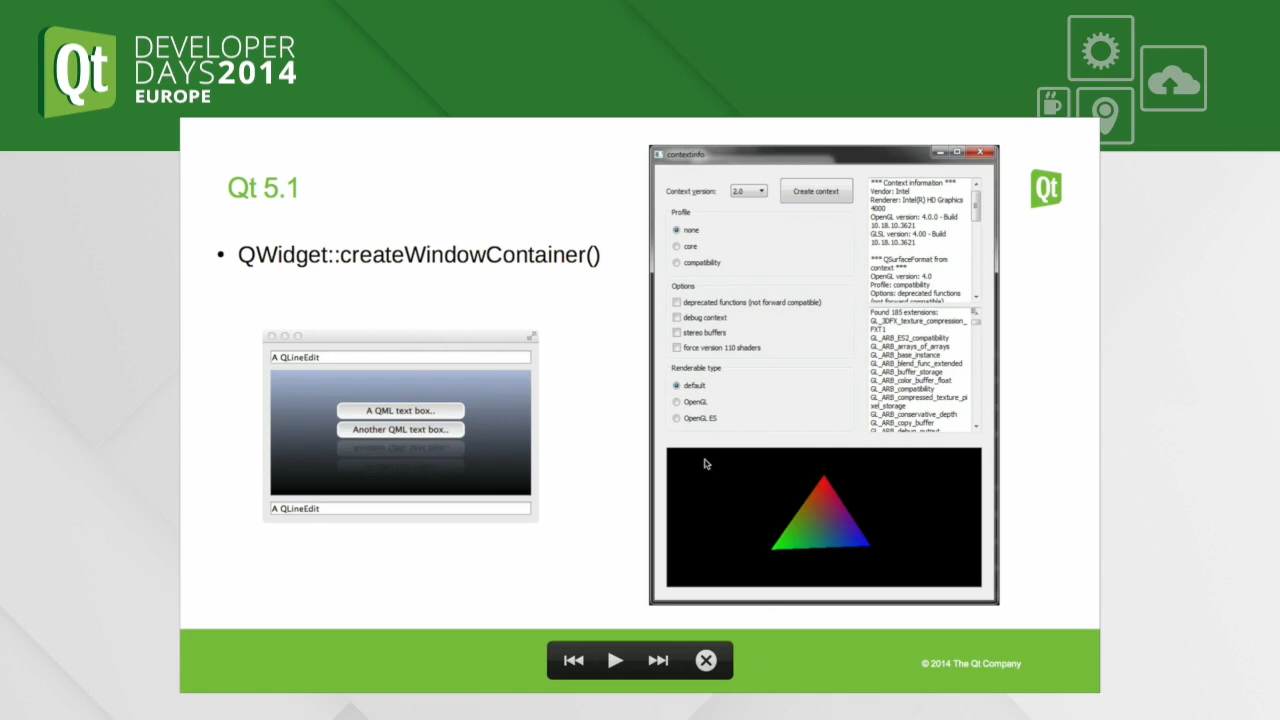 Qt
DEVELOPER
DAYS2014
EUROPE
Qt 5.1
• QWidget::createWindowContainer()
A QLineEdit
A QML text box..
Another QML text box..
A QLineEdit
contextinfo
Context version:
2.0
Create context
Profile
none
core
compatibility
Options
deprecated functions (not forward compatible)
debug context
stereo buffers
force version 110 shaders
Renderable type
default
OpenGL
OpenGL ES
*** Context information ***
Vendor: Intel
Renderer: Intel(R) HD Graphics
4000
OpenGL version: 4.0.0 - Build
10.18.10.3621
GLSL version: 4.00 - Build
10.18.10.3621
*** QSurfaceFormat from
context ***
OpenGL version: 4.0
Profile: compatibility
Options: deprecated functions
(not forward compatible)
Found 185 extensions:
GL_3DFX_texture_compression_
FXT1
GL_ARB_ES2_compatibility
GL_ARB_arrays_of_arrays
GL_ARB_base_instance
GL_ARB_blend_func_extended
GL_ARB_buffer_storage
GL_ARB_color_buffer_float
GL_ARB_compatibility
GL_ARB_compressed_texture_pi
xel_storage
GL_ARB_conservative_depth
GL_ARB_copy_buffer
GL_ARB_debug_output
Qt
© 2014 The Qt Company